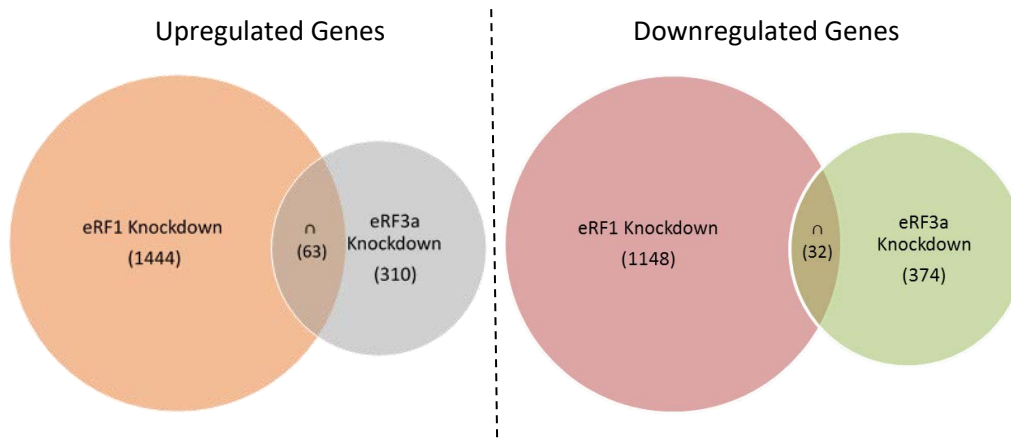 Upregulated Genes
eRF1 Knockdown
(1444)
∩
(63)
eRF3a
Knockdown
(310)
Downregulated Genes
eRF1 Knockdown
(1148)
∩
(32)
eRF3a
Knockdown
(374)